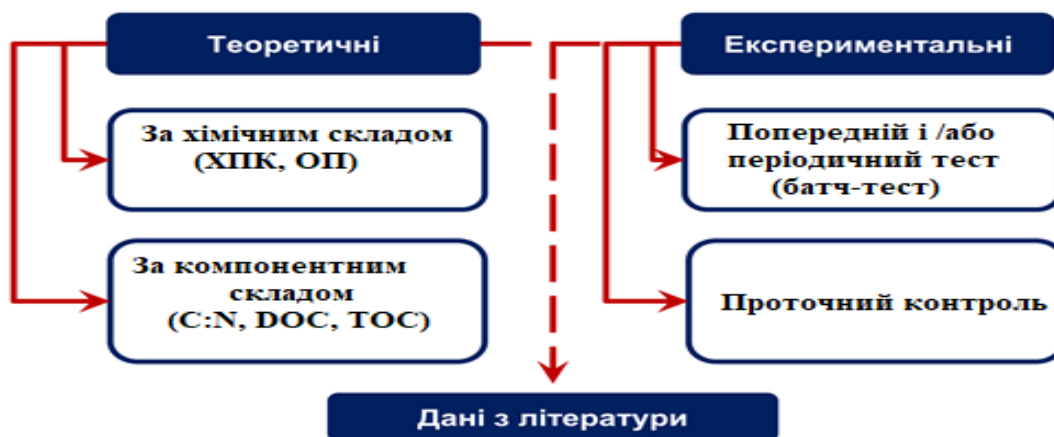 Теоретичні
За хімічним складом
(ХПК, ОП)
За компонентним
складом
(C:N, DOC, TOC)
Експериментальні
Попередній і /або
періодичний тест
(батч-тест)
Проточний контроль
Дані з літератури